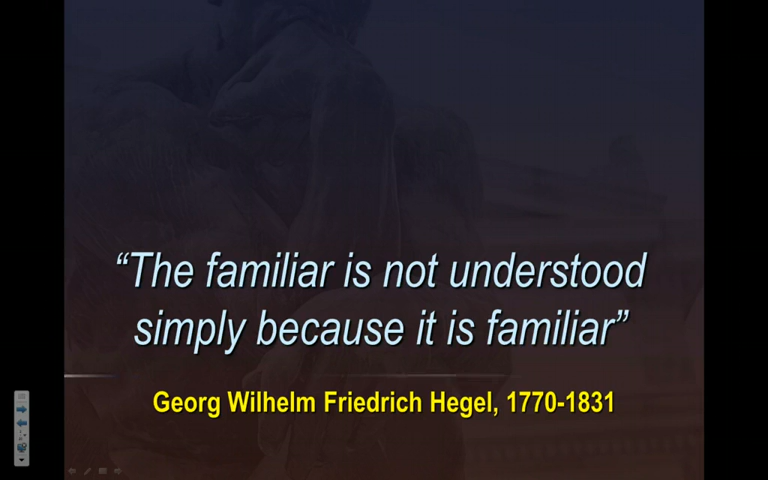 “The familiar is not understood
simply because it is familiar”
Georg Wilhelm Friedrich Hegel, 1770-1831